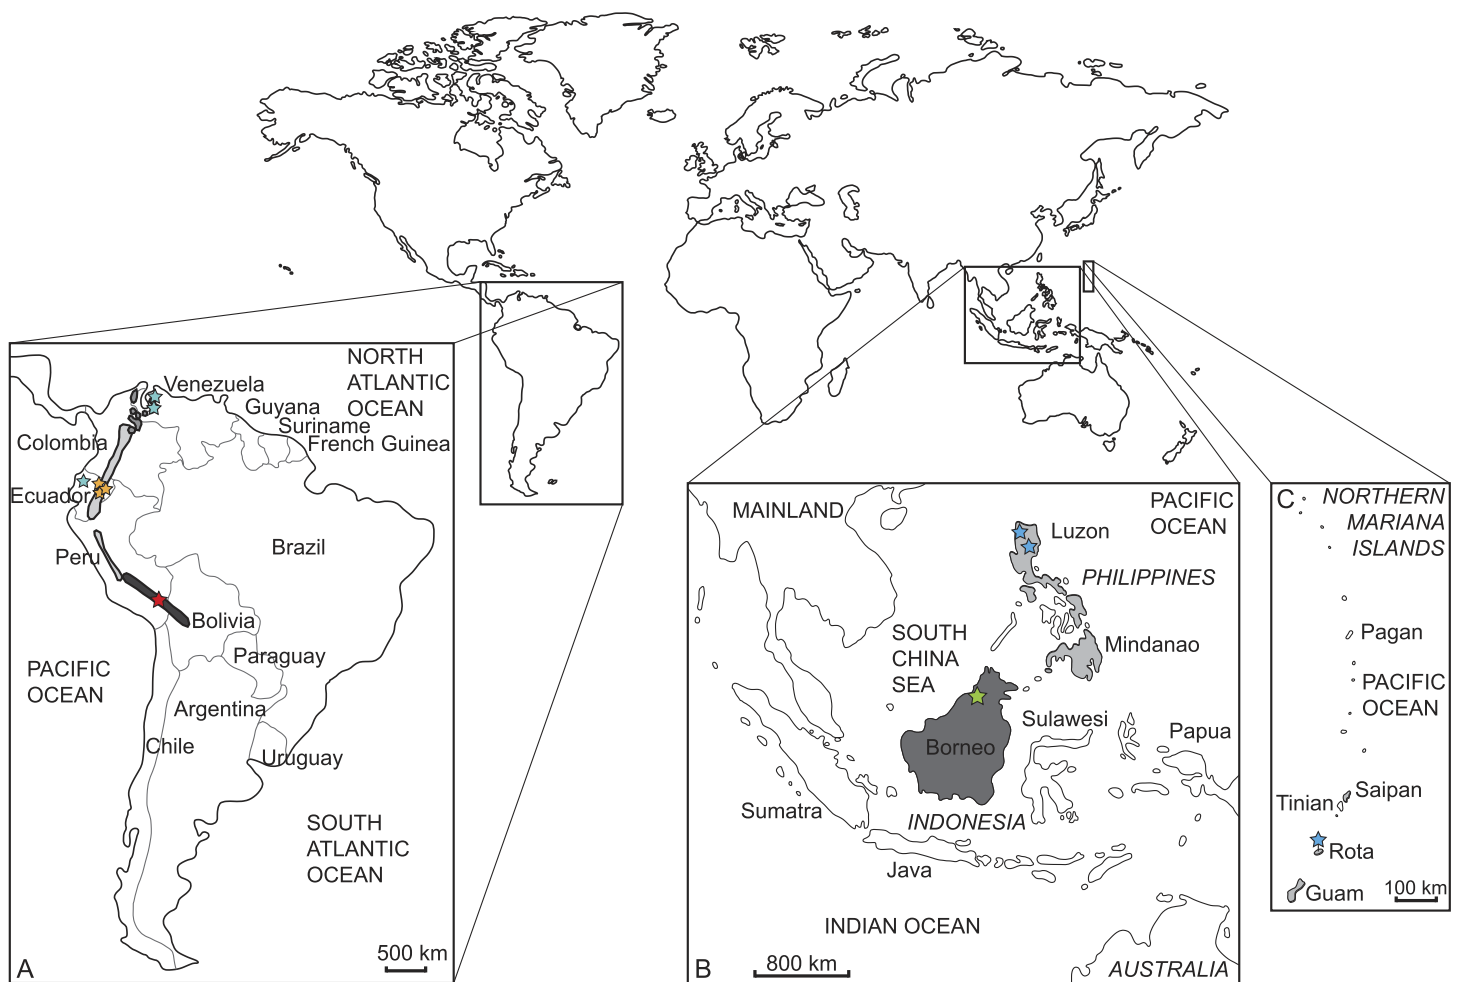 NORTH
ATLANTIC
OCEAN
Venezuela
Guyana
Suriname
French Guinea
Colombia
Ecuador
Peru
Brazil
Bolivia
PACIFIC
OCEAN
Paraguay
Argentina
Chile
Uruguay
SOUTH
ATLANTIC
OCEAN
500 km
A
MAINLAND
PACIFIC
OCEAN
Luzon
PHILIPPINES
SOUTH
CHINA
SEA
Mindanao
Sulawesi
Papua
Borneo
Sumatra
INDONESIA
Java
INDIAN OCEAN
800 km
B
AUSTRALIA
C
NORTHERN
MARIANA
ISLANDS
Pagan
PACIFIC
OCEAN
Saipan
Tinian
Rota
Guam
100 km